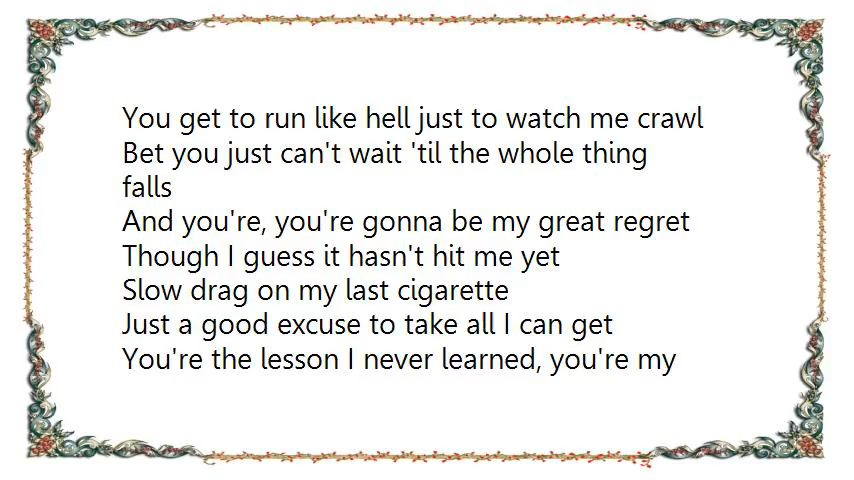 You get to run like hell just to watch me crawl
Bet you just can't wait 'til the whole thing
falls
And you're, you're gonna be my great regret
Though I guess it hasn't hit me yet
Slow drag on my last cigarette
Just a good excuse to take all I can get
You're the lesson I never learned, you're my